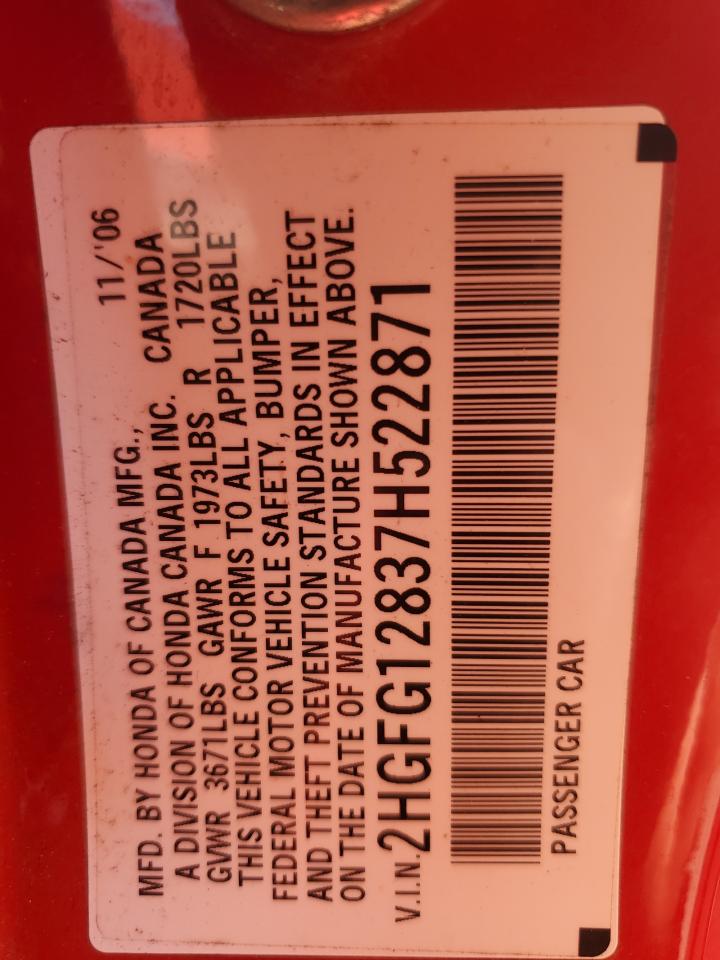 MFD. BY HONDA OF CANADA MFG., 11/'06
A DIVISION OF HONDA CANADA INC. CANADA
GVWR 3671LBS GAWR F 1973LBS R 1720LBS
THIS VEHICLE CONFORMS TO ALL APPLICABLE
FEDERAL MOTOR VEHICLE SAFETY, BUMPER,
AND THEFT PREVENTION STANDARDS IN EFFECT
ON THE DATE OF MANUFACTURE SHOWN ABOVE.
V.I.N. 2HGFG12837H522871
PASSENGER CAR